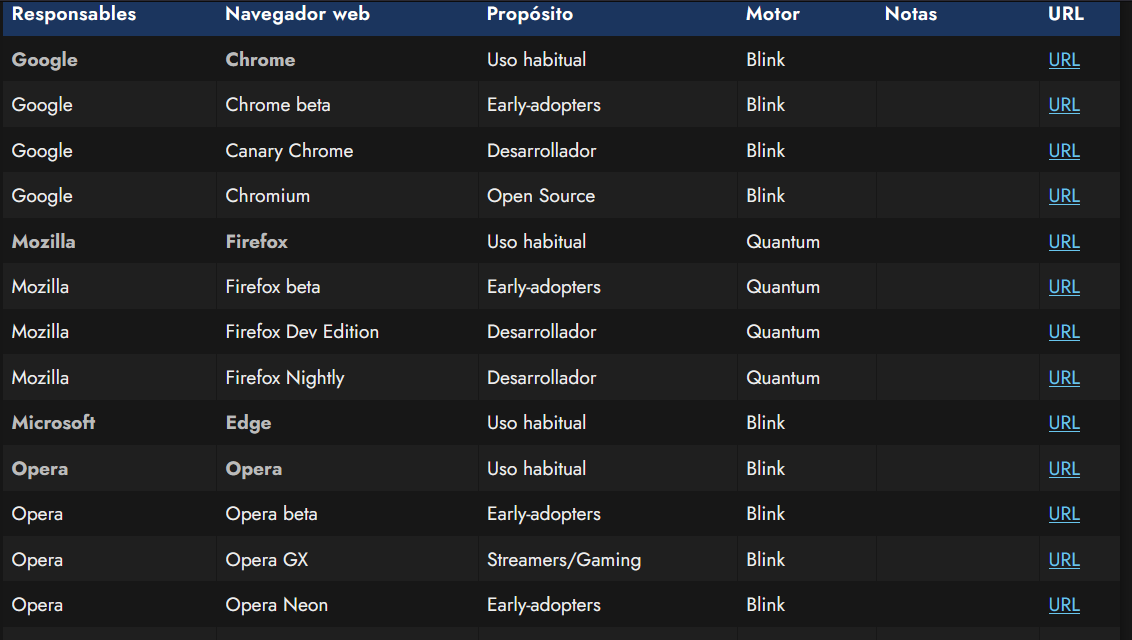 Responsables Navegador web Propósito Motor Notas URL
Google Chrome Uso habitual Blink URL
Google Chrome beta Early-adopters Blink URL
Google Canary Chrome Desarrollador Blink URL
Google Chromium Open Source Blink URL
Mozilla Firefox Uso habitual Quantum URL
Mozilla Firefox beta Early-adopters Quantum URL
Mozilla Firefox Dev Edition Desarrollador Quantum URL
Mozilla Firefox Nightly Desarrollador Quantum URL
Microsoft Edge Uso habitual Blink URL
Opera Opera Uso habitual Blink URL
Opera Opera beta Early-adopters Blink URL
Opera Opera GX Streamers/Gaming Blink URL
Opera Opera Neon Early-adopters Blink URL